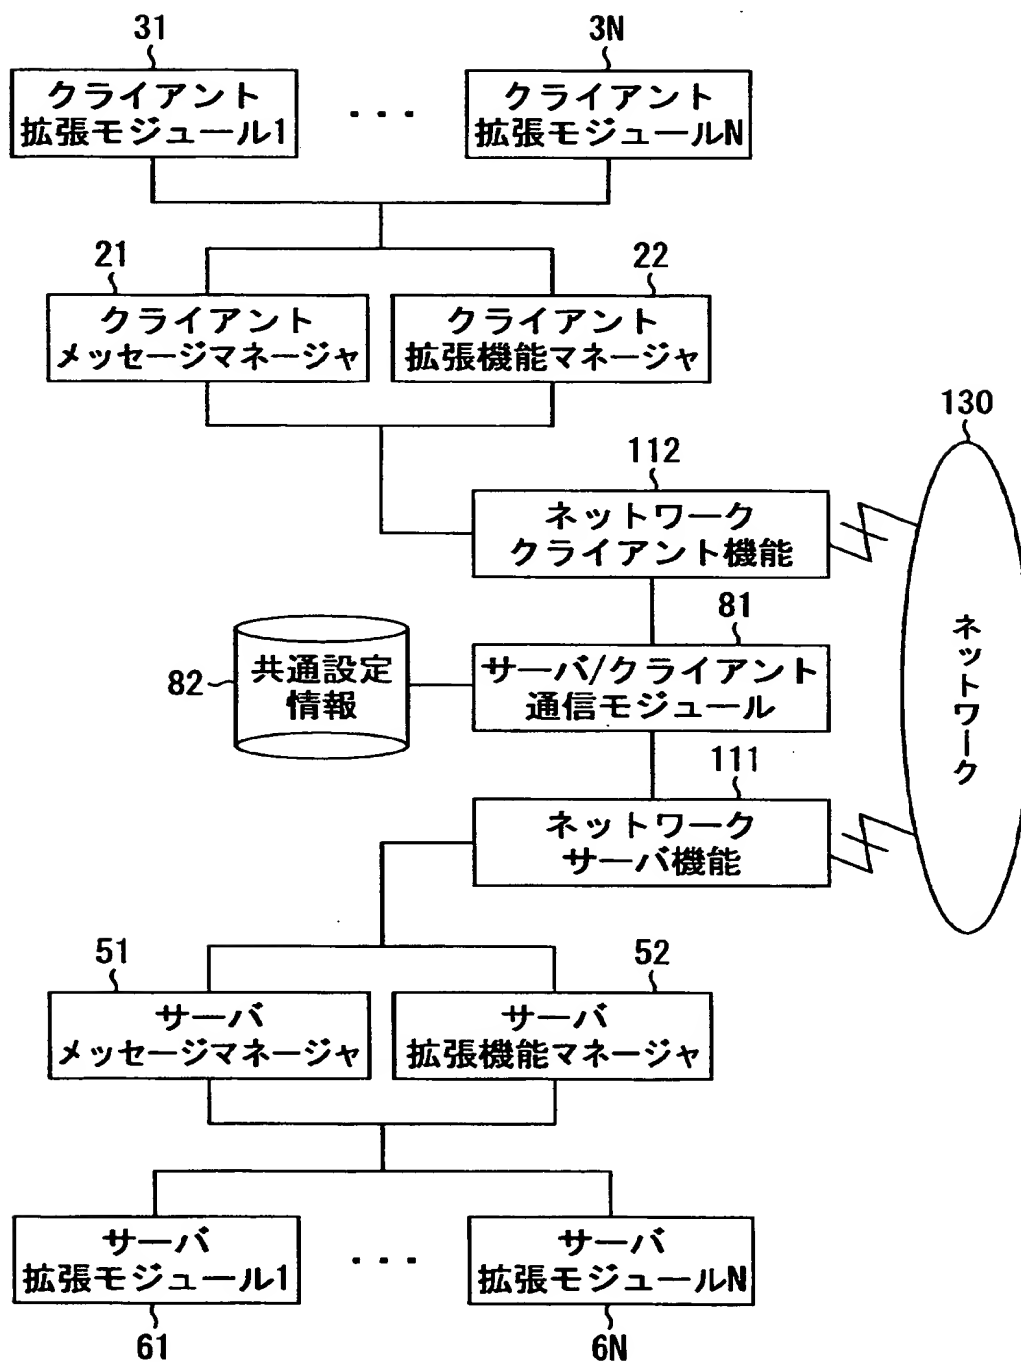 31
3N
クライアント
拡張モジュール1
・・・
クライアント
拡張モジュールN
21
22
クライアント
メッセージマネージャ
クライアント
拡張機能マネージャ
130
112
ネットワーク
クライアント機能
81
82
共通設定
情報
サーバ/クライアント
通信モジュール
ネットワーク
111
ネットワーク
サーバ機能
51
52
サーバ
メッセージマネージャ
サーバ
拡張機能マネージャ
サーバ
拡張モジュール1
・・・
サーバ
拡張モジュールN
61
6N